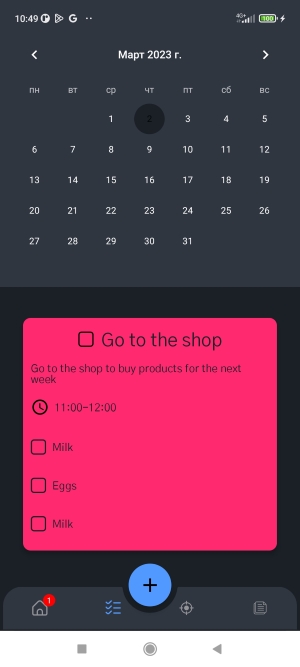 10:49 G 4G+ 100
Март 2023 г.
пн вт ср чт пт сб вс
1 2 3 4 5
6 7 8 9 10 11 12
13 14 15 16 17 18 19
20 21 22 23 24 25 26
27 28 29 30 31
Go to the shop
Go to the shop to buy products for the next
week
11:00-12:00
Milk
Eggs
Milk
+
1